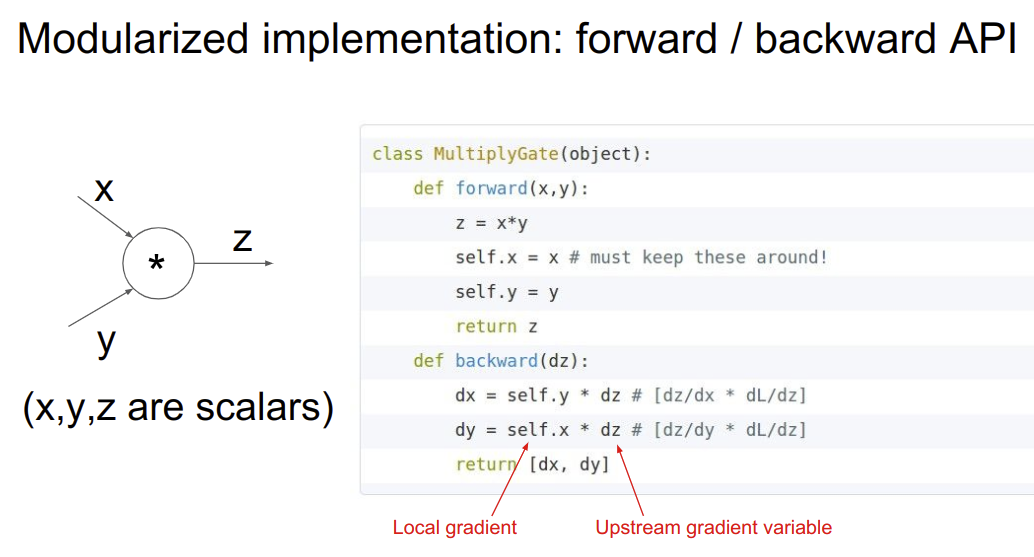 Modularized implementation: forward / backward API
x
*
z
y
(x,y,z are scalars)
class MultiplyGate(object):
    def forward(x,y):
        z = x*y
        self.x = x # must keep these around!
        self.y = y
        return z
    def backward(dz):
        dx = self.y * dz # [dz/dx * dL/dz]
        dy = self.x * dz # [dz/dy * dL/dz]
        return [dx, dy]
Local gradient
Upstream gradient variable